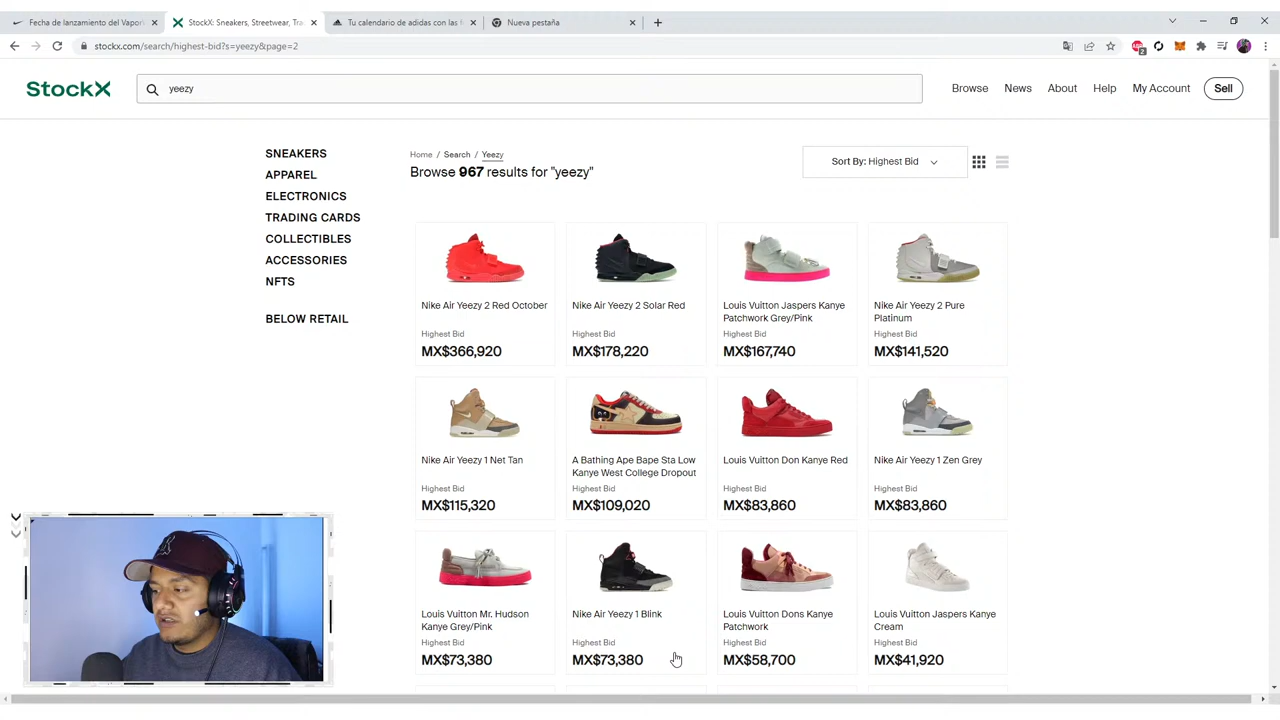 Fecha de lanzamiento del Vapor
StockX: Sneakers, Streetwear, Tra
Tu calendario de adidas con las f
Nueva pestaña
stockx.com/search/highest-bid?s=yeezy&page=2
StockX
yeezy
Browse News About Help My Account Sell
SNEAKERS
APPAREL
ELECTRONICS
TRADING CARDS
COLLECTIBLES
ACCESSORIES
NFTS
BELOW RETAIL
Home / Search / Yeezy
Browse 967 results for "yeezy"
Sort By: Highest Bid
Nike Air Yeezy 2 Red October
Highest Bid
MX$366,920
Nike Air Yeezy 2 Solar Red
Highest Bid
MX$178,220
Louis Vuitton Jaspers Kanye
Patchwork Grey/Pink
Highest Bid
MX$167,740
Nike Air Yeezy 2 Pure
Platinum
Highest Bid
MX$141,520
Nike Air Yeezy 1 Net Tan
Highest Bid
MX$115,320
A Bathing Ape Bape Sta Low
Kanye West College Dropout
Highest Bid
MX$109,020
Louis Vuitton Don Kanye Red
Highest Bid
MX$83,860
Nike Air Yeezy 1 Zen Grey
Highest Bid
MX$83,860
Louis Vuitton Mr. Hudson
Kanye Grey/Pink
Highest Bid
MX$73,380
Nike Air Yeezy 1 Blink
Highest Bid
MX$73,380
Louis Vuitton Dons Kanye
Patchwork
Highest Bid
MX$58,700
Louis Vuitton Jaspers Kanye
Cream
Highest Bid
MX$41,920